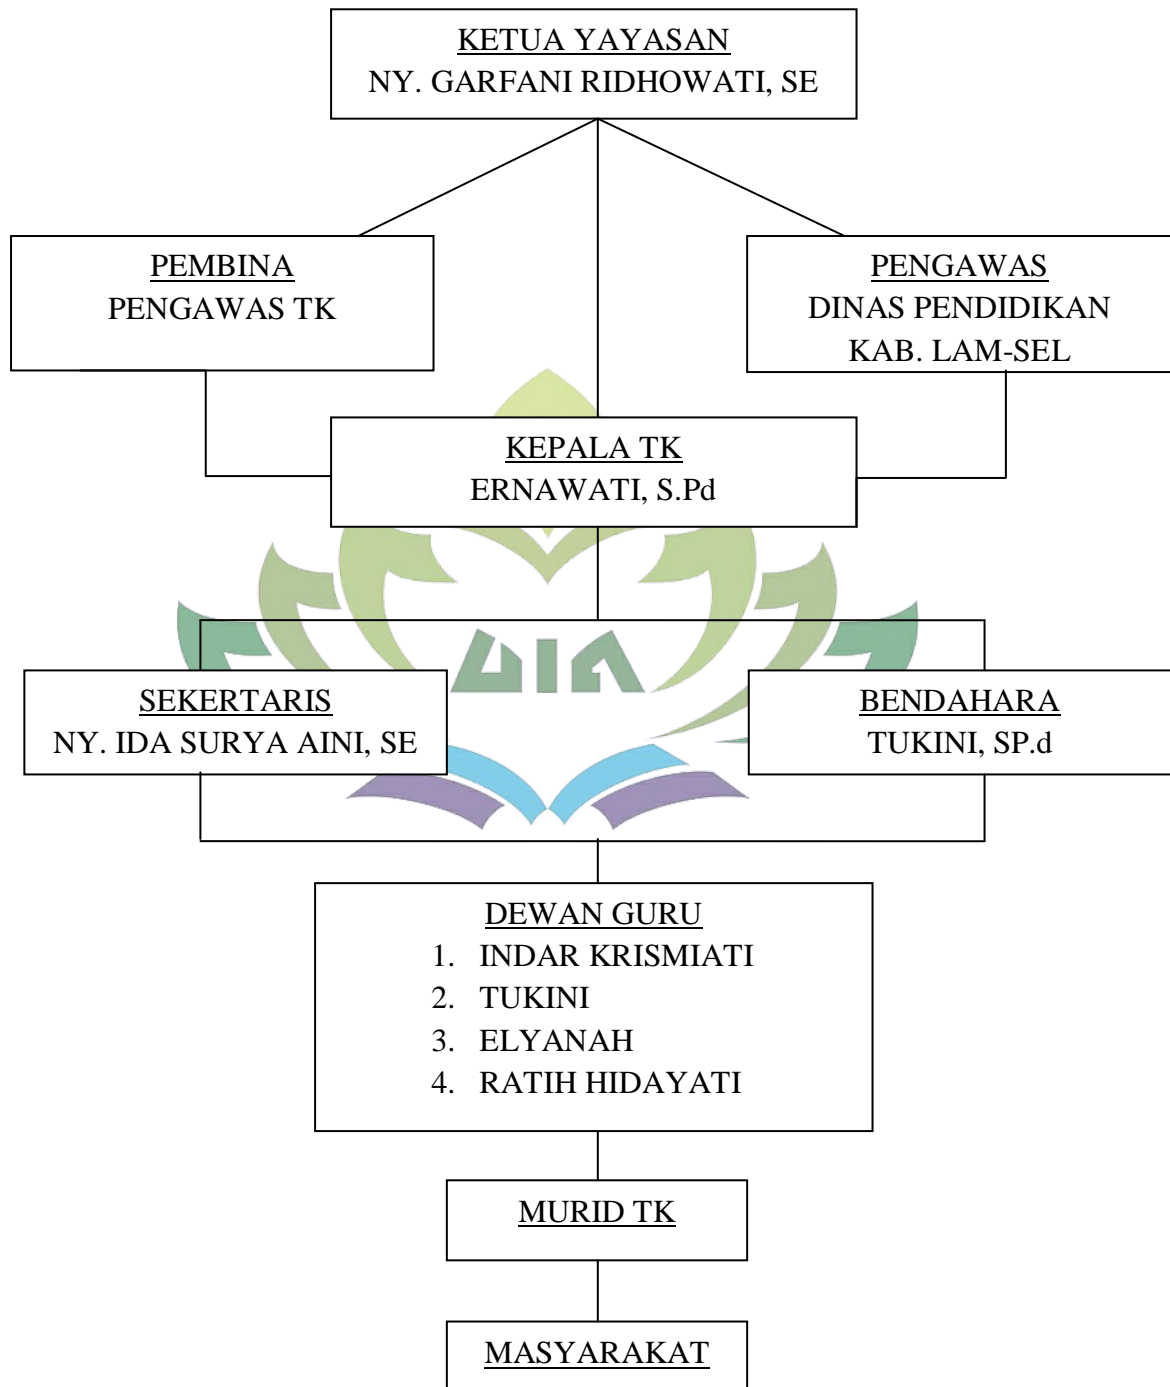 KETUA YAYASAN
NY. GARFANI RIDHOWATI, SE
PEMBINA
PENGAWAS TK
PENGAWAS
DINAS PENDIDIKAN
KAB. LAM-SEL
KEPALA TK
ERNAWATI, S.Pd
UIN
SEKERTARIS
NY. IDA SURYA AINI, SE
BENDAHARA
TUKINI, SP.d
DEWAN GURU
1. INDAR KRISMIATI
2. TUKINI
3. ELYANAH
4. RATIH HIDAYATI
MURID TK
MASYARAKAT